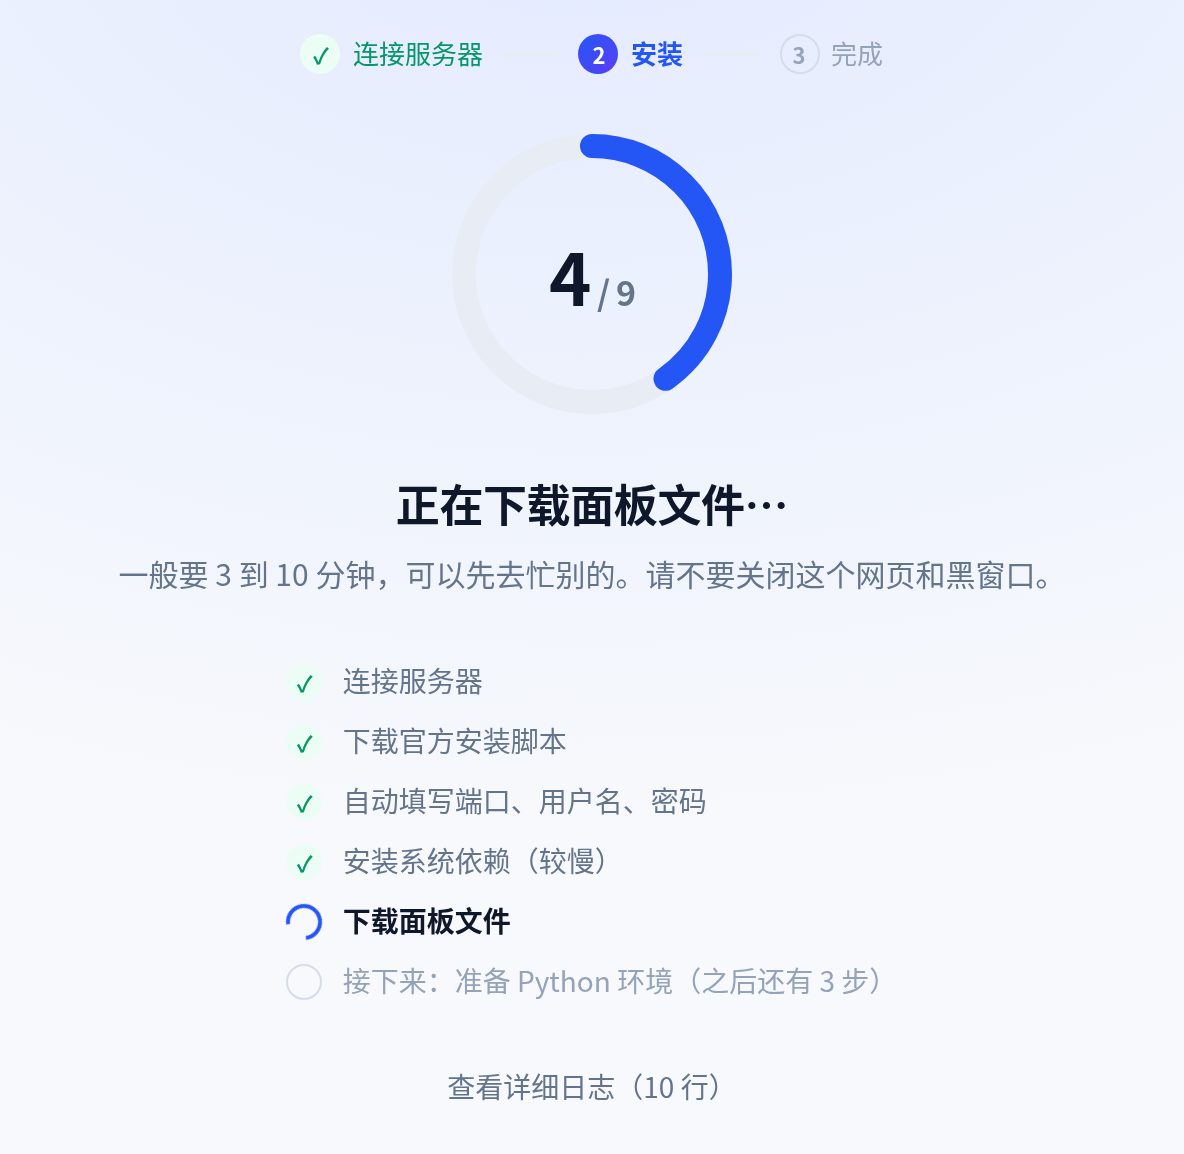 ✓ 连接服务器 2 安装 3 完成
4 / 9
正在下载面板文件…
一般要 3 到 10 分钟，可以先去忙别的。请不要关闭这个网页和黑窗口。
✓ 连接服务器
✓ 下载官方安装脚本
✓ 自动填写端口、用户名、密码
✓ 安装系统依赖（较慢）
下载面板文件
接下来：准备 Python 环境（之后还有 3 步）
查看详细日志（10 行）